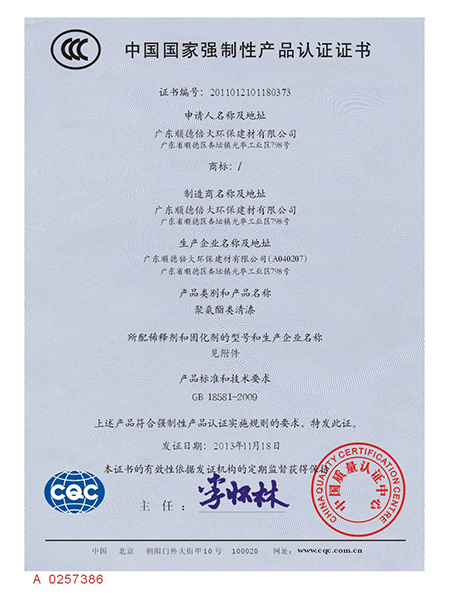 中国国家强制性产品认证证书
证书编号：2011012101180373
申请人名称及地址
广东顺德倍大环保建材有限公司
广东省顺德区杏坛镇光华工业区798号
商标：/
制造商名称及地址
广东顺德倍大环保建材有限公司
广东省顺德区杏坛镇光华工业区798号
生产企业名称及地址
广东顺德倍大环保建材有限公司(A040207)
广东省顺德区杏坛镇光华工业区798号
产品类别和产品名称
聚氨酯类清漆
所配稀释剂和固化剂的型号和生产企业名称
见附件
产品标准和技术要求
GB 18581-2009
上述产品符合强制性产品认证实施规则的要求，特发此证。
发证日期：2013年11月18日
本证书的有效性依据发证机构的定期监督获得保持
CQC
主任：李怀林
CHINA QUALITY CERTIFICATION CENTRE
中国质量认证中心
中国 北京 朝阳门外大街甲10号 100020 网址：www.cqc.com.cn
A 0257386